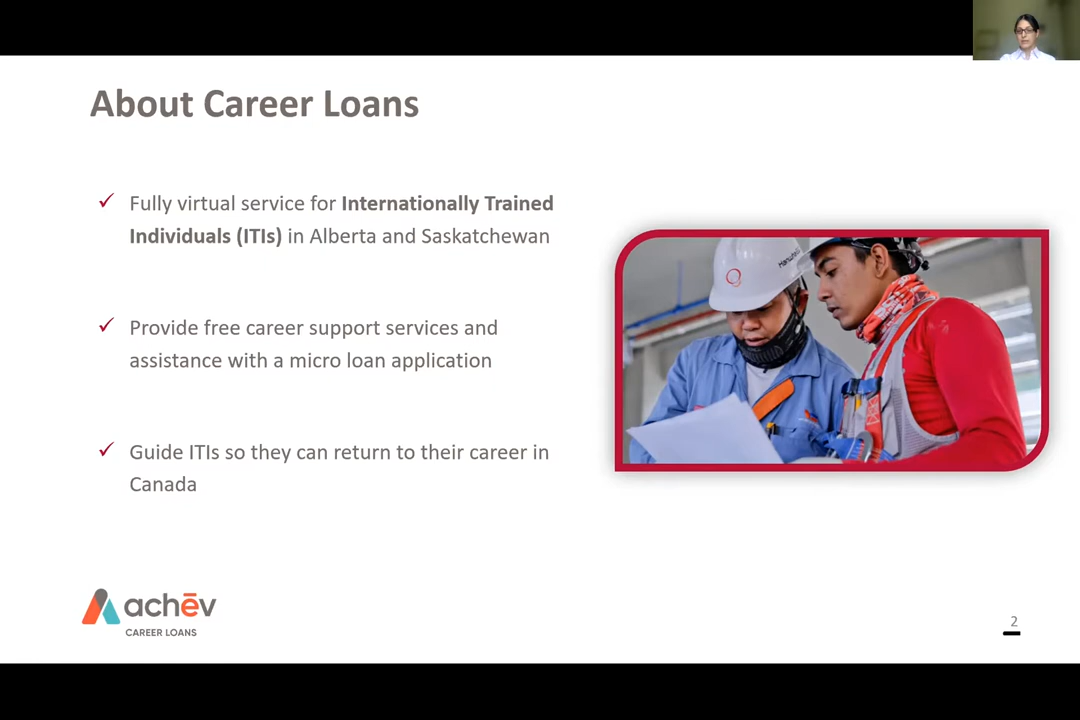 About Career Loans
Fully virtual service for Internationally Trained
Individuals (ITIs) in Alberta and Saskatchewan
Provide free career support services and
assistance with a micro loan application
Guide ITIs so they can return to their career in
Canada
achēv
CAREER LOANS
2